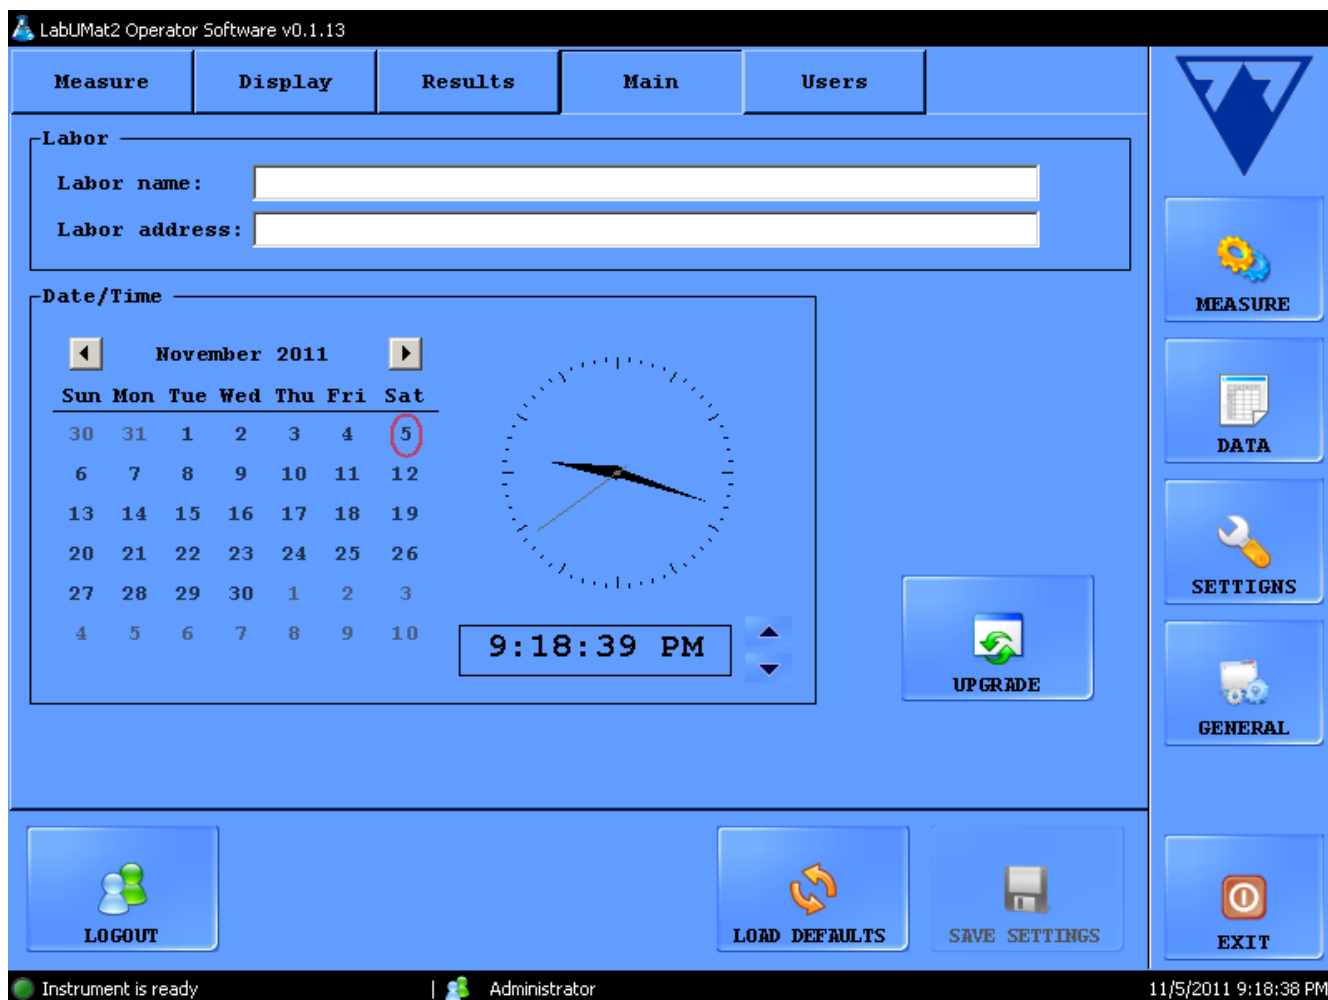 LabUMat2 Operator Software v0.1.13
Measure Display Results Main Users
Labor
Labor name:
Labor address:
Date/Time
November 2011
Sun Mon Tue Wed Thu Fri Sat
30 31 1 2 3 4 5
6 7 8 9 10 11 12
13 14 15 16 17 18 19
20 21 22 23 24 25 26
27 28 29 30 1 2 3
4 5 6 7 8 9 10
9:18:39 PM
UPGRADE
MEASURE
DATA
SETTIGNS
GENERAL
LOGOUT
LOAD DEFAULTS
SAVE SETTINGS
EXIT
Instrument is ready | Administrator 11/5/2011 9:18:38 PM